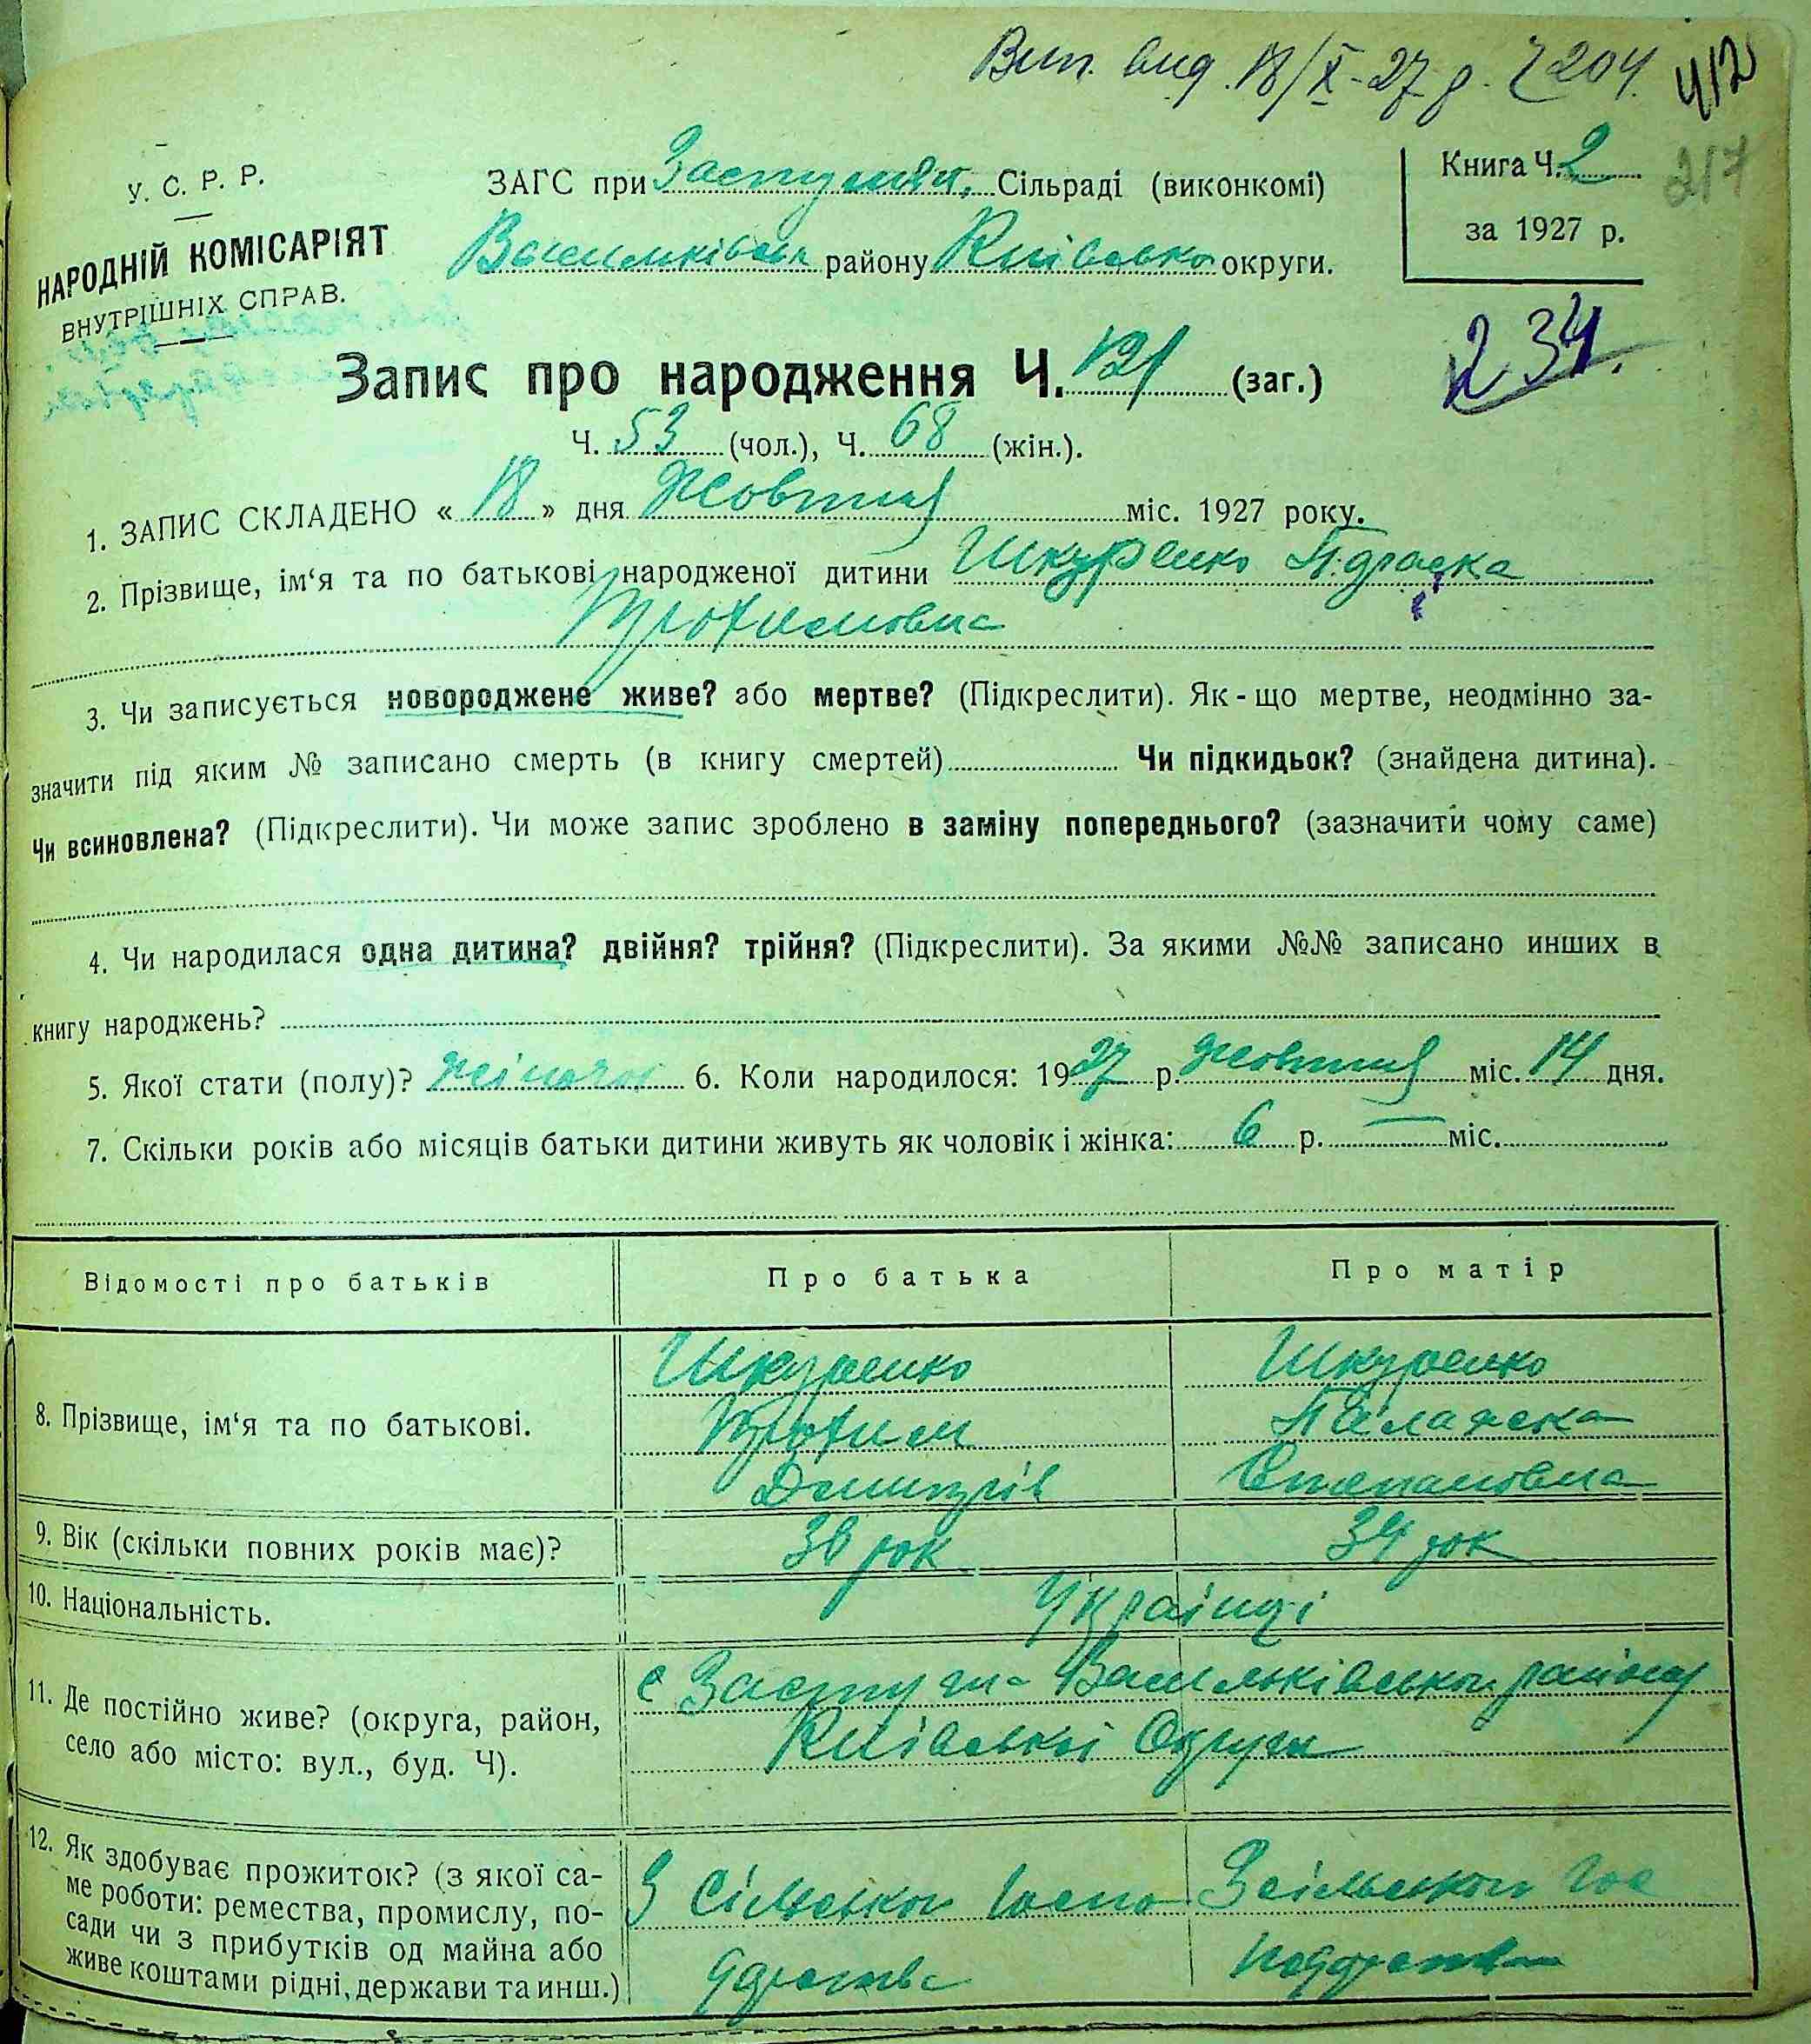 Вип. вид. 18/X-27 р. 204. 412
217
У. С. Р. Р.
НАРОДНІЙ КОМІСАРІЯТ
ВНУТРІШНІХ СПРАВ.
ЗАГС при Сільраді (виконкомі)
району округи.
Книга Ч. 2
за 1927 р.
234.
Запис про народження Ч. 121 (заг.)
Ч. 53 (чол.), Ч. 68 (жін.).
1. ЗАПИС СКЛАДЕНО « 18 » дня Жовтня міс. 1927 року.
2. Прізвище, ім‘я та по батькові народженої дитини Шкуренко
Трохимовна
3. Чи записується новороджене живе? або мертве? (Підкреслити). Як-що мертве, неодмінно за-
значити під яким № записано смерть (в книгу смертей) Чи підкидьок? (знайдена дитина).
Чи всиновлена? (Підкреслити). Чи може запис зроблено в заміну попереднього? (зазначити чому саме)
4. Чи народилася одна дитина? двійня? трійня? (Підкреслити). За якими №№ записано инших в
книгу народжень?
5. Якої стати (полу)? жіночої 6. Коли народилося: 1927 р. Жовтня міс. 14 дня.
7. Скільки років або місяців батьки дитини живуть як чоловік і жінка: 6 р. — міс.
Відомості про батьків Про батька Про матір
8. Прізвище, ім‘я та по батькові.
Шкуренко
Трохим
Дмитрів
Шкуренко
Палажка
Степановна
9. Вік (скільки повних років має)? рок 34 рок
10. Національність. Українці
11. Де постійно живе? (округа, район,
село або місто: вул., буд. Ч).
с Заступна Васильківського району
Київської Округи
12. Як здобуває прожиток? (з якої са-
ме роботи: ремества, промислу, по-
сади чи з прибутків од майна або
живе коштами рідні, держави та инш.)
З Сільського Госпо
дарства
З сільського Гос
подарства